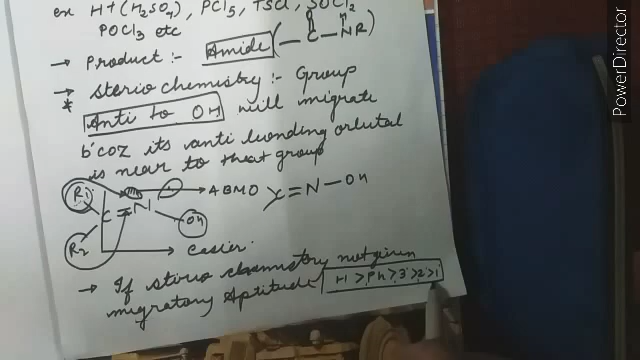 ex H+(H2SO4), PCl5, TSCl, SOCl2
POCl3 etc
→ Product :- Amide ( — C — NR )
O H
→ sterio chemistry :- Group
* Anti to OH will migrate
b'coz its anti bonding orbital
is near to that group
R1 → ABMO >C=N-OH
C=N
OH
R2 → easier.
→ If sterio chemistry not given
migratory Aptitude H > Ph > 3° > 2° > 1°
PowerDirector